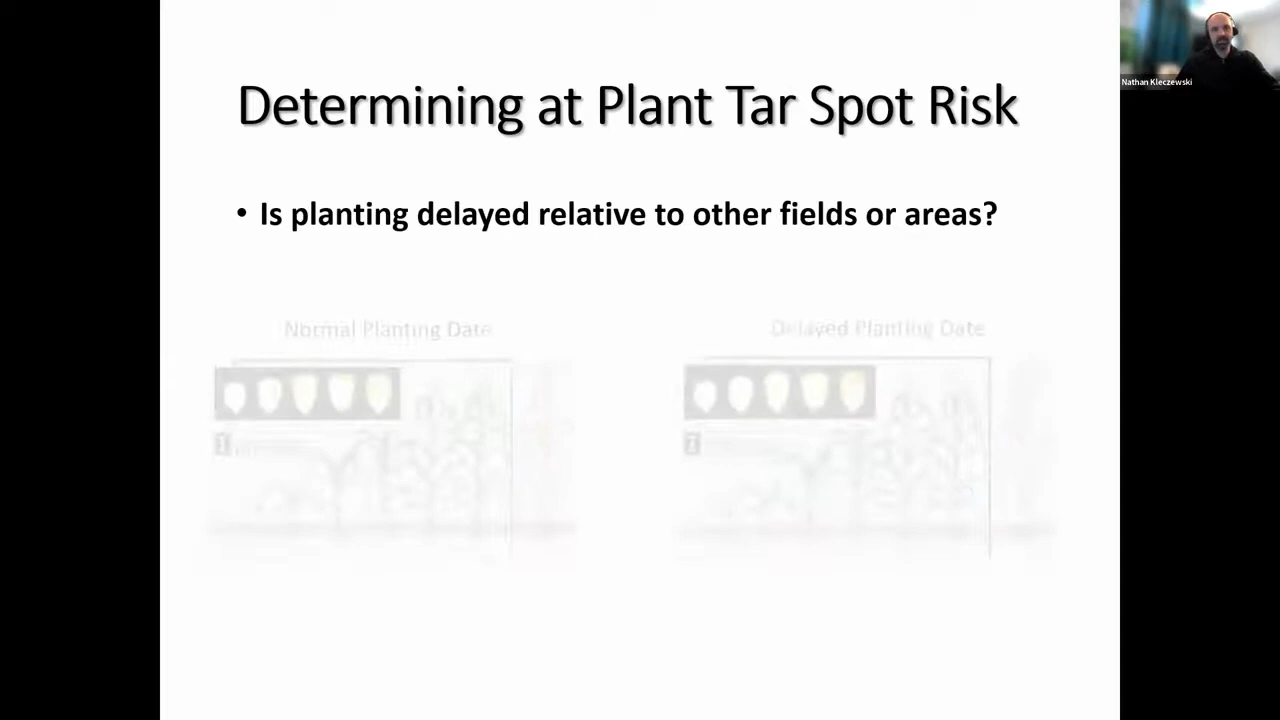 Nathan Kleczewski
Determining at Plant Tar Spot Risk
• Is planting delayed relative to other fields or areas?
Normal Planting Date
Delayed Planting Date